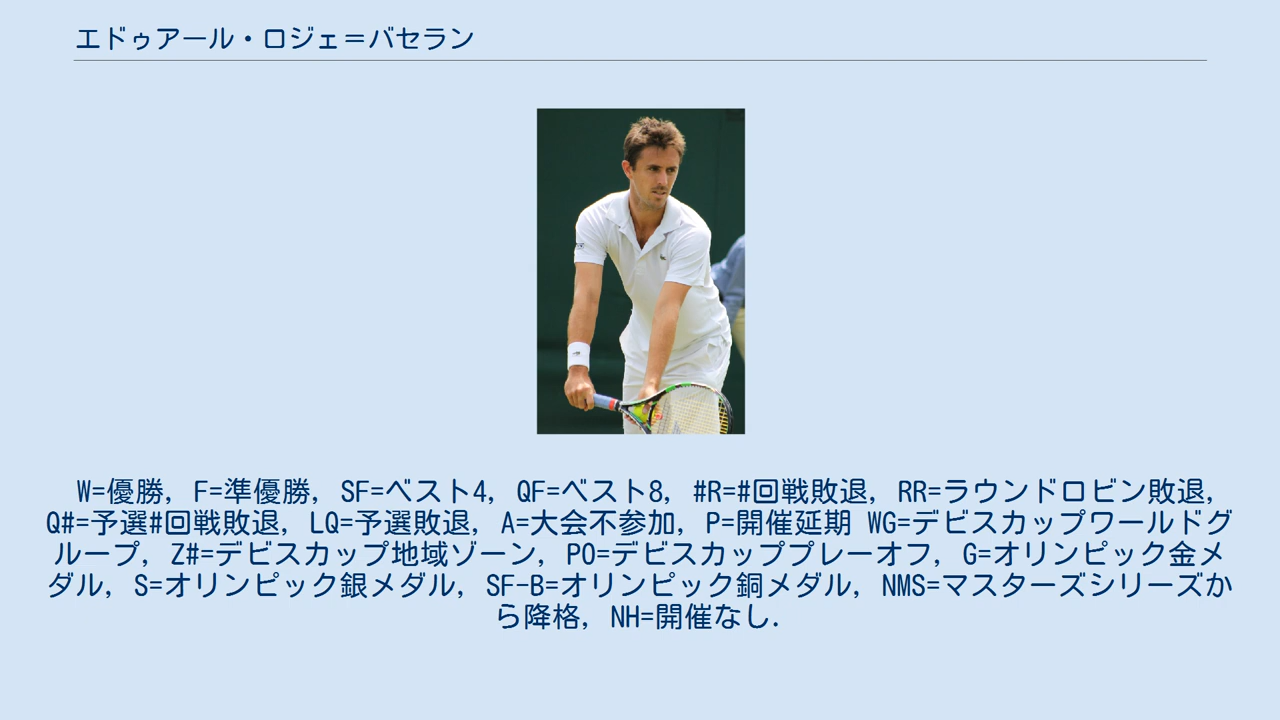 エドゥアール・ロジェ＝バセラン
W=優勝, F=準優勝, SF=ベスト4, QF=ベスト8, #R=#回戦敗退, RR=ラウンドロビン敗退,
Q#=予選#回戦敗退, LQ=予選敗退, A=大会不参加, P=開催延期 WG=デビスカップワールドグ
ループ, Z#=デビスカップ地域ゾーン, PO=デビスカッププレーオフ, G=オリンピック金メ
ダル, S=オリンピック銀メダル, SF-B=オリンピック銅メダル, NMS=マスターズシリーズか
ら降格, NH=開催なし.